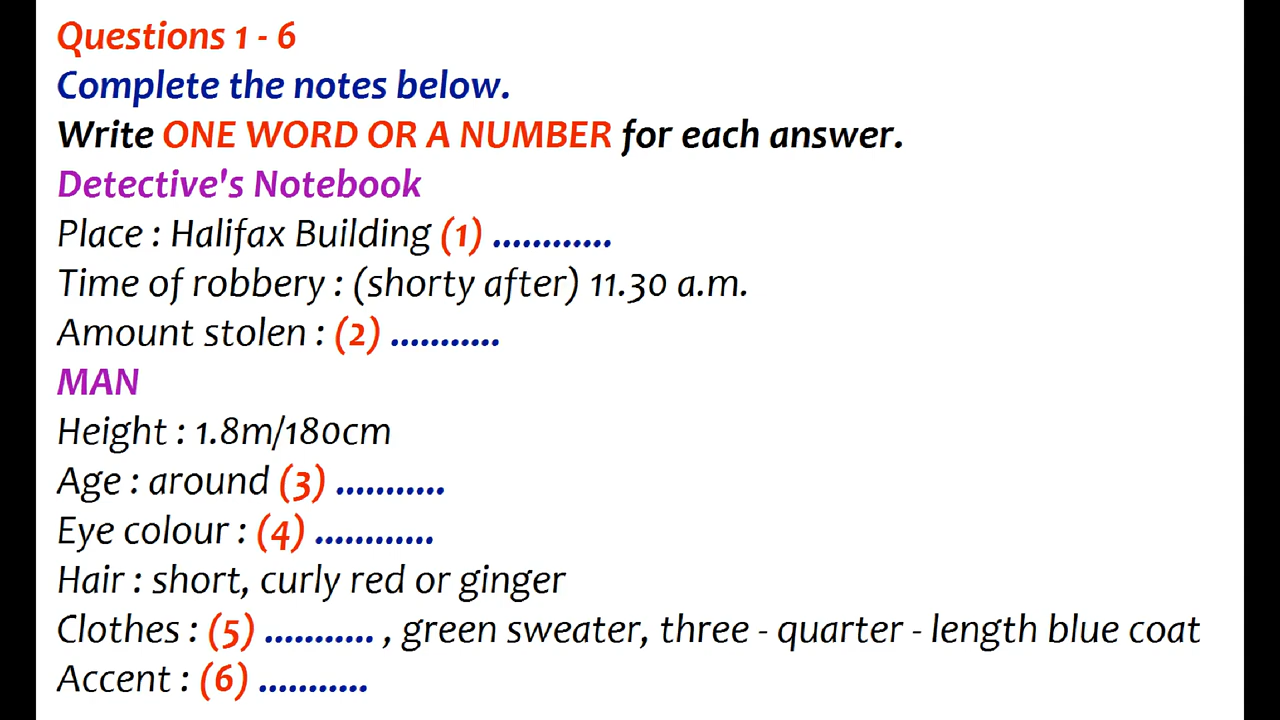 Questions 1 - 6
Complete the notes below.
Write ONE WORD OR A NUMBER for each answer.
Detective's Notebook
Place : Halifax Building (1) ............
Time of robbery : (shorty after) 11.30 a.m.
Amount stolen : (2) ...........
MAN
Height : 1.8m/180cm
Age : around (3) ...........
Eye colour : (4) ............
Hair : short, curly red or ginger
Clothes : (5) ........... , green sweater, three - quarter - length blue coat
Accent : (6) ...........